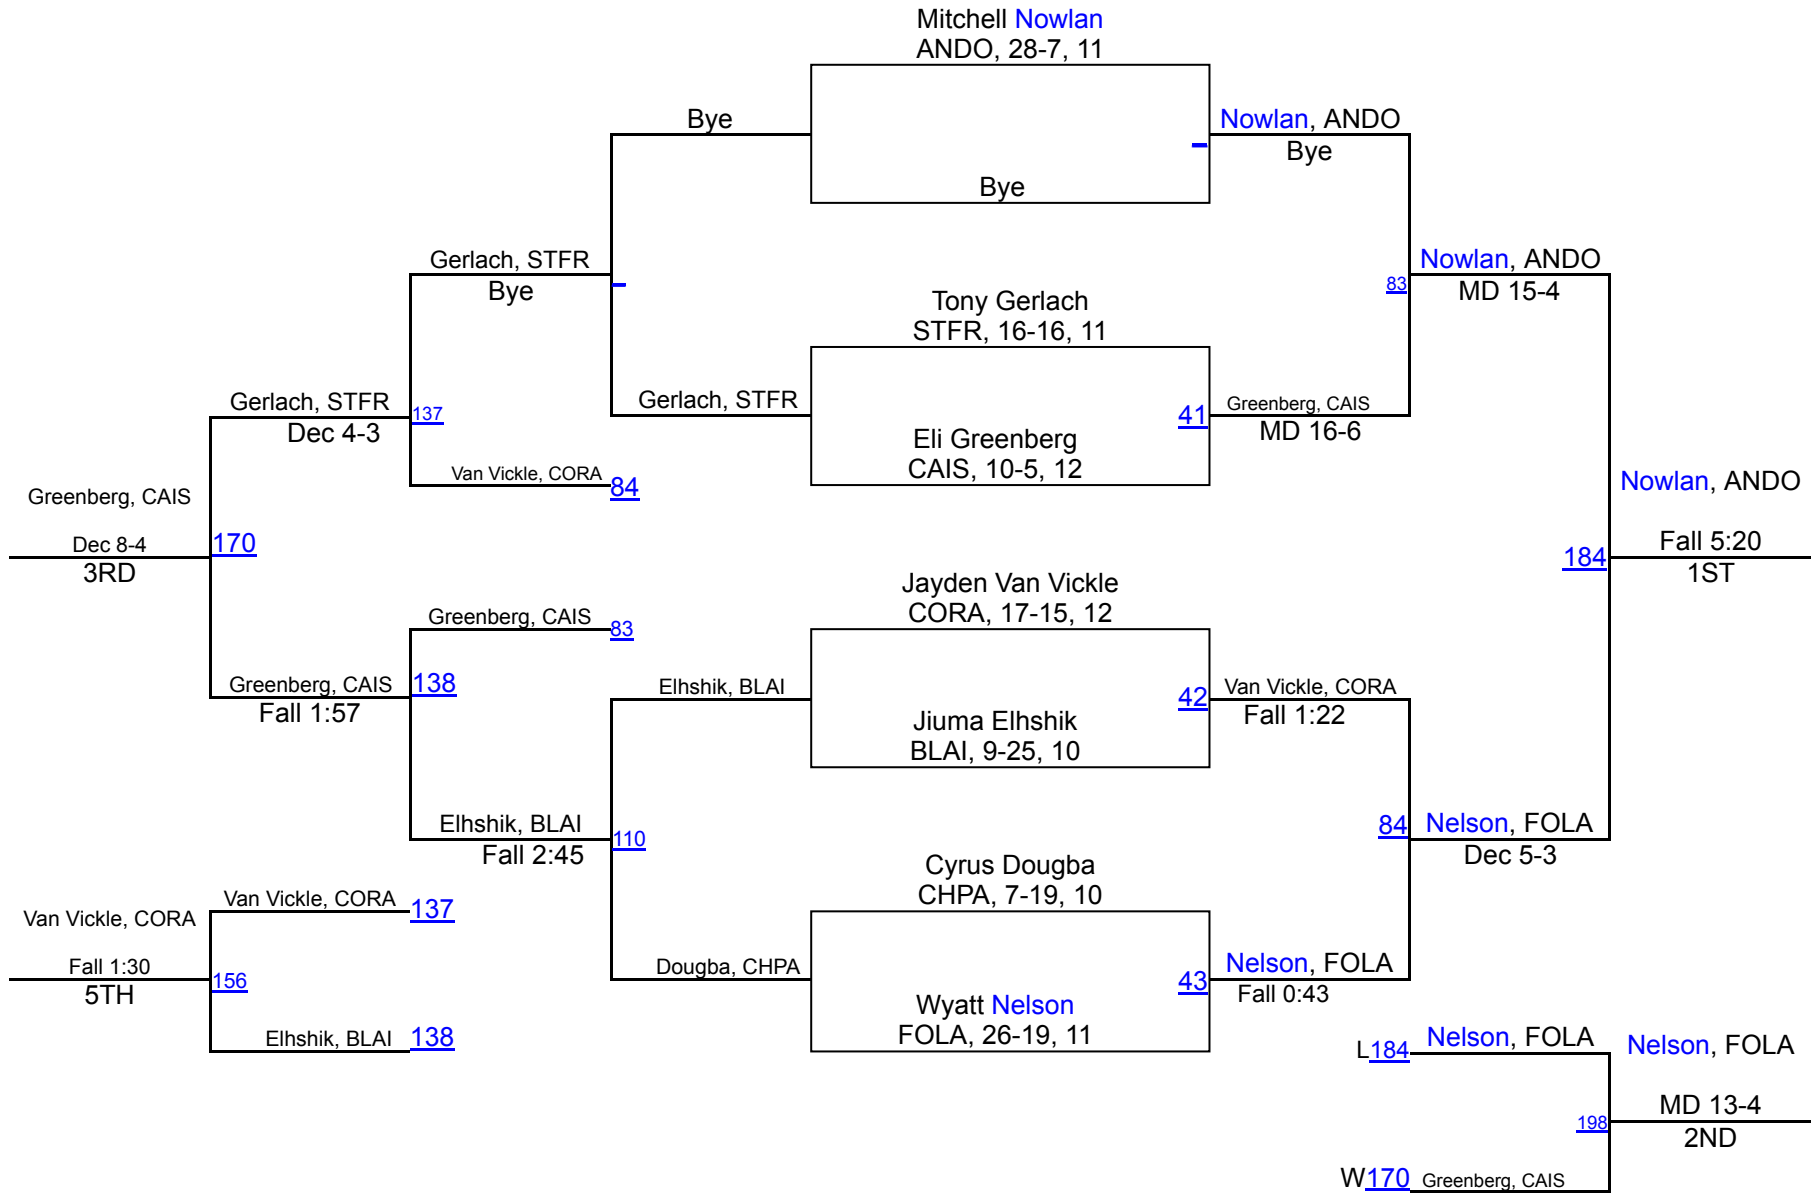 Mitchell Nowlan
ANDO, 28-7, 11
Bye
Nowlan, ANDO
Bye
Bye
Gerlach, STFR
Bye
Nowlan, ANDO
MD 15-4
83
Tony Gerlach
STFR, 16-16, 11
Gerlach, STFR
Dec 4-3
137
Gerlach, STFR
41
Greenberg, CAIS
MD 16-6
Eli Greenberg
CAIS, 10-5, 12
Van Vickle, CORA
84
Greenberg, CAIS
Dec 8-4
3RD
170
Nowlan, ANDO
Fall 5:20
1ST
184
Jayden Van Vickle
CORA, 17-15, 12
Greenberg, CAIS
83
Greenberg, CAIS
Fall 1:57
138
Elhshik, BLAI
42
Van Vickle, CORA
Fall 1:22
Jiuma Elhshik
BLAI, 9-25, 10
Elhshik, BLAI
Fall 2:45
110
84
Nelson, FOLA
Dec 5-3
Cyrus Dougba
CHPA, 7-19, 10
Van Vickle, CORA
137
Van Vickle, CORA
Fall 1:30
5TH
156
Dougba, CHPA
43
Nelson, FOLA
Fall 0:43
Wyatt Nelson
FOLA, 26-19, 11
Elhshik, BLAI
138
L184
Nelson, FOLA
Nelson, FOLA
MD 13-4
2ND
198
W170
Greenberg, CAIS